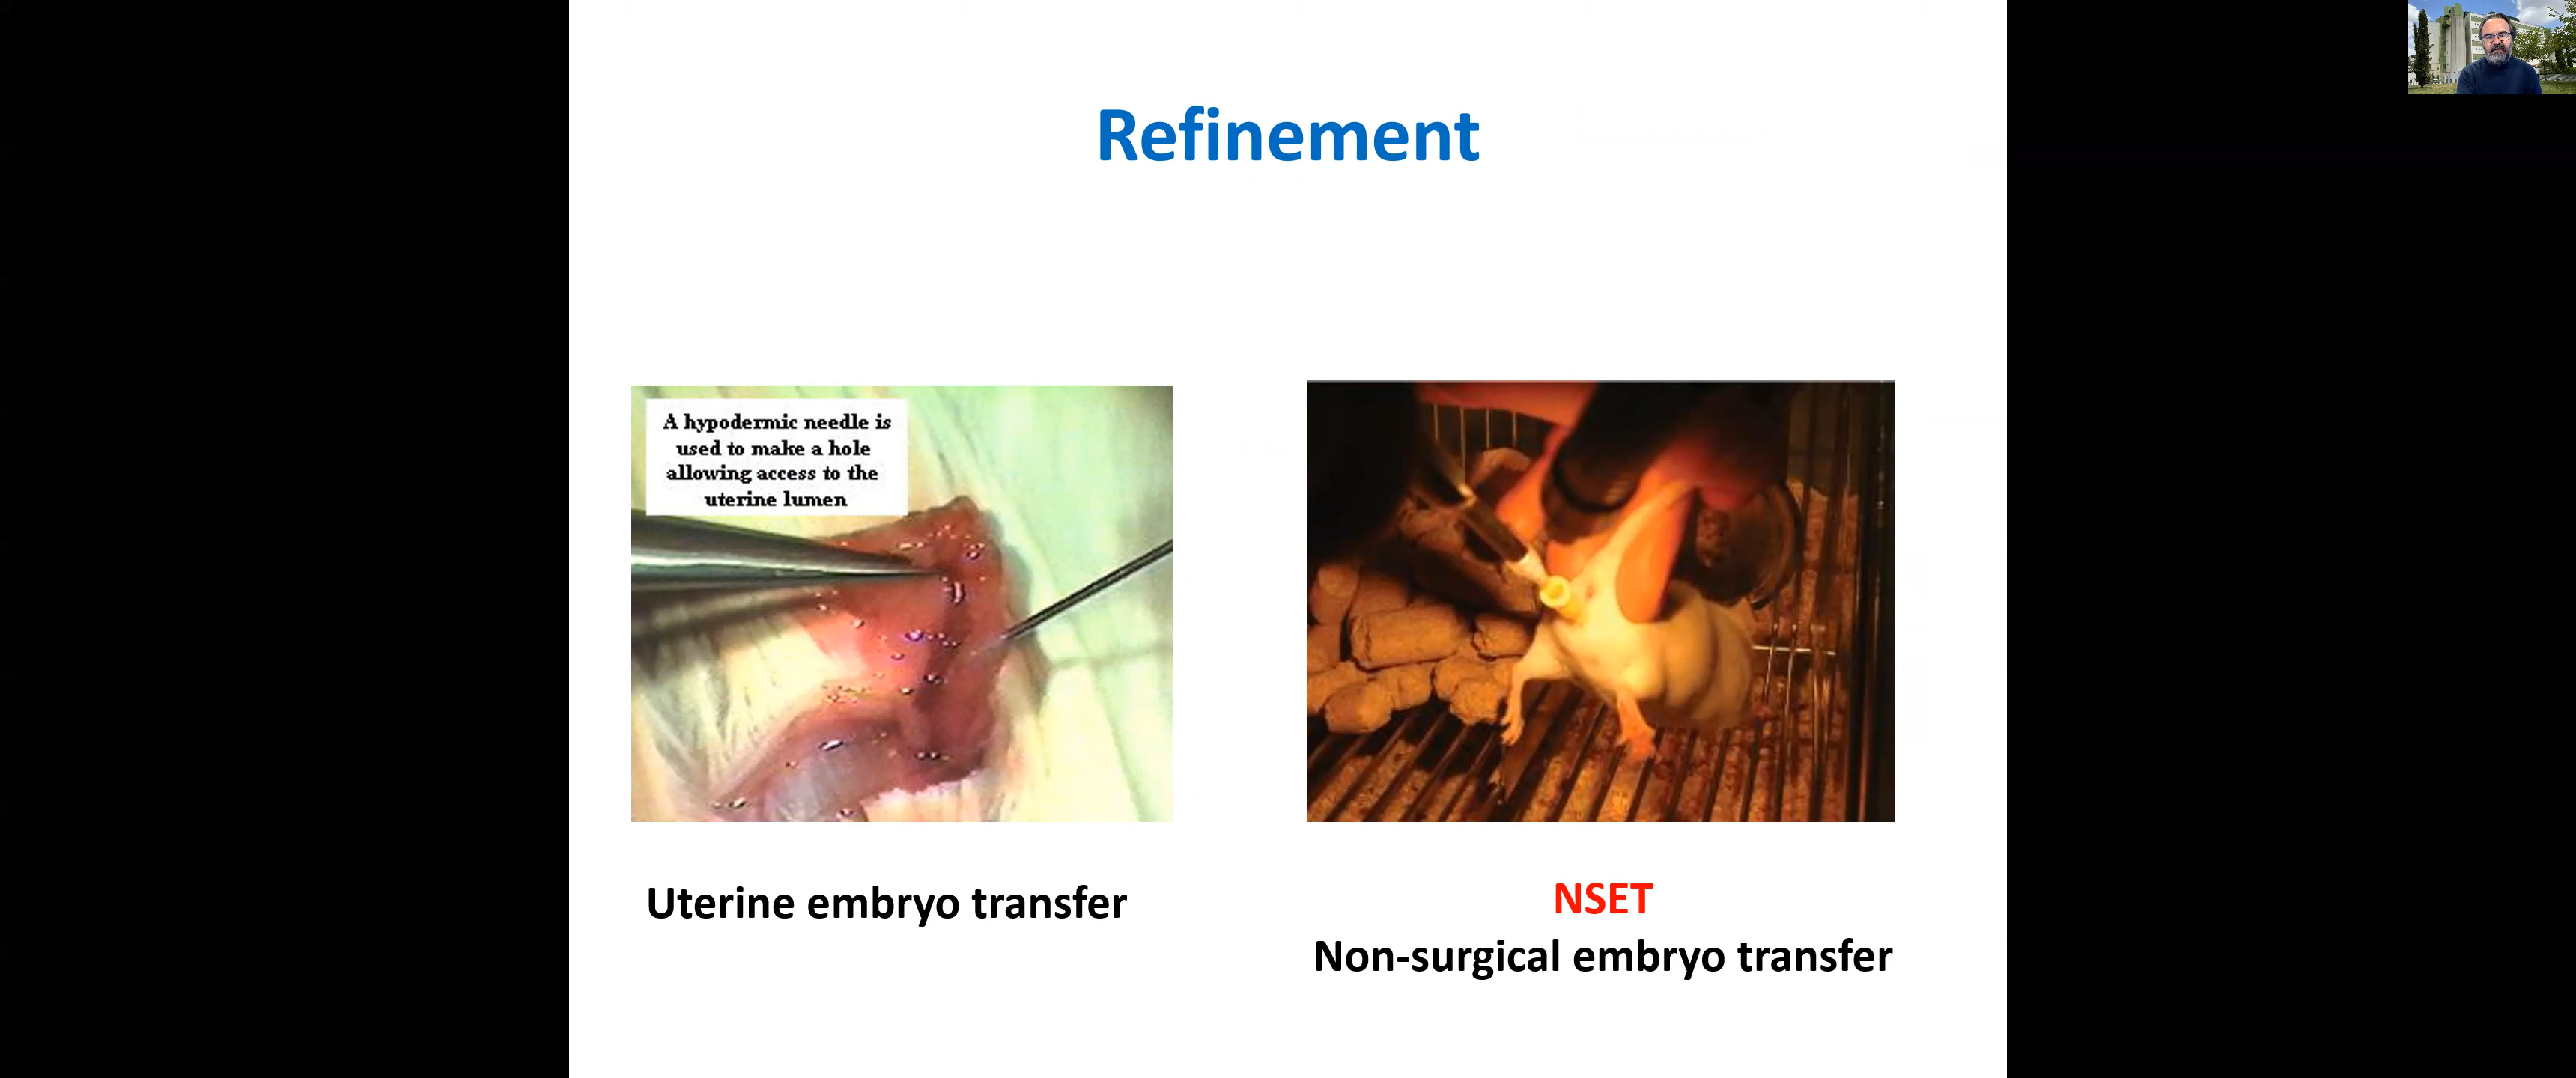 Refinement
A hypodermic needle is
used to make a hole
allowing access to the
uterine lumen
Uterine embryo transfer
NSET
Non-surgical embryo transfer